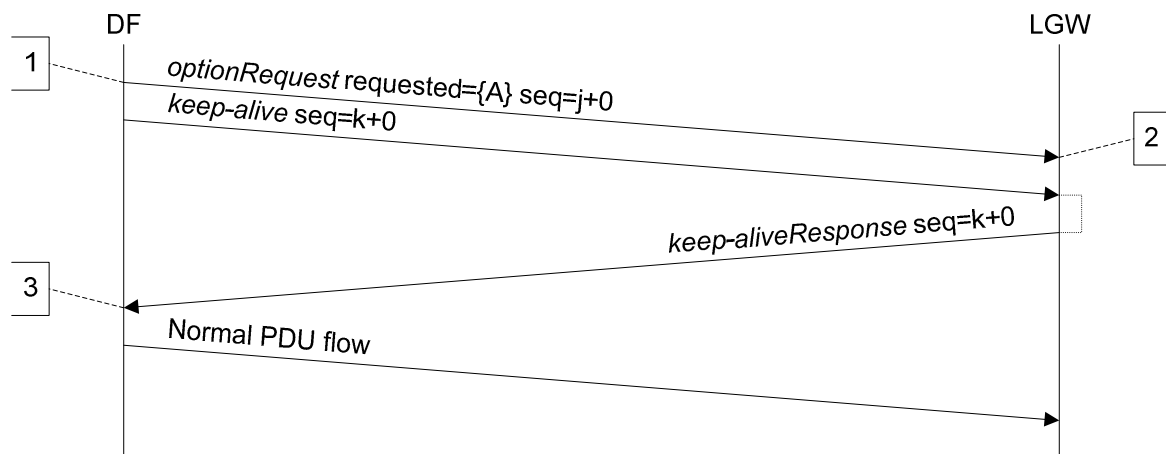 DF
LGW
1
optionRequest requested={A} seq=j+0
keep-alive seq=k+0
2
keep-aliveResponse seq=k+0
3
Normal PDU flow